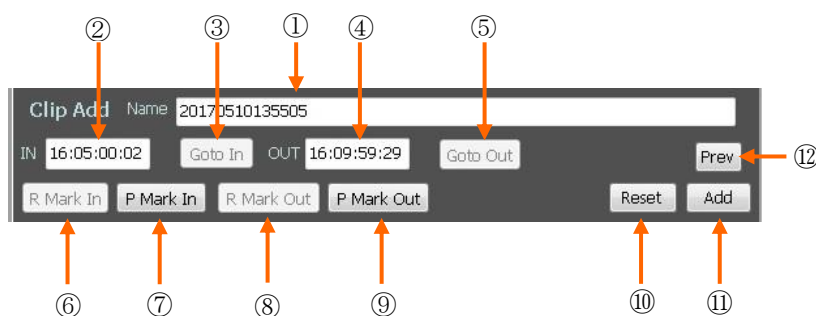 ② ③ ① ④ ⑤
Clip Add Name 20170510135505
IN 16:05:00:02 Goto In OUT 16:09:59:29 Goto Out Prev ⑫
R Mark In P Mark In R Mark Out P Mark Out Reset Add
⑥ ⑦ ⑧ ⑨ ⑩ ⑪